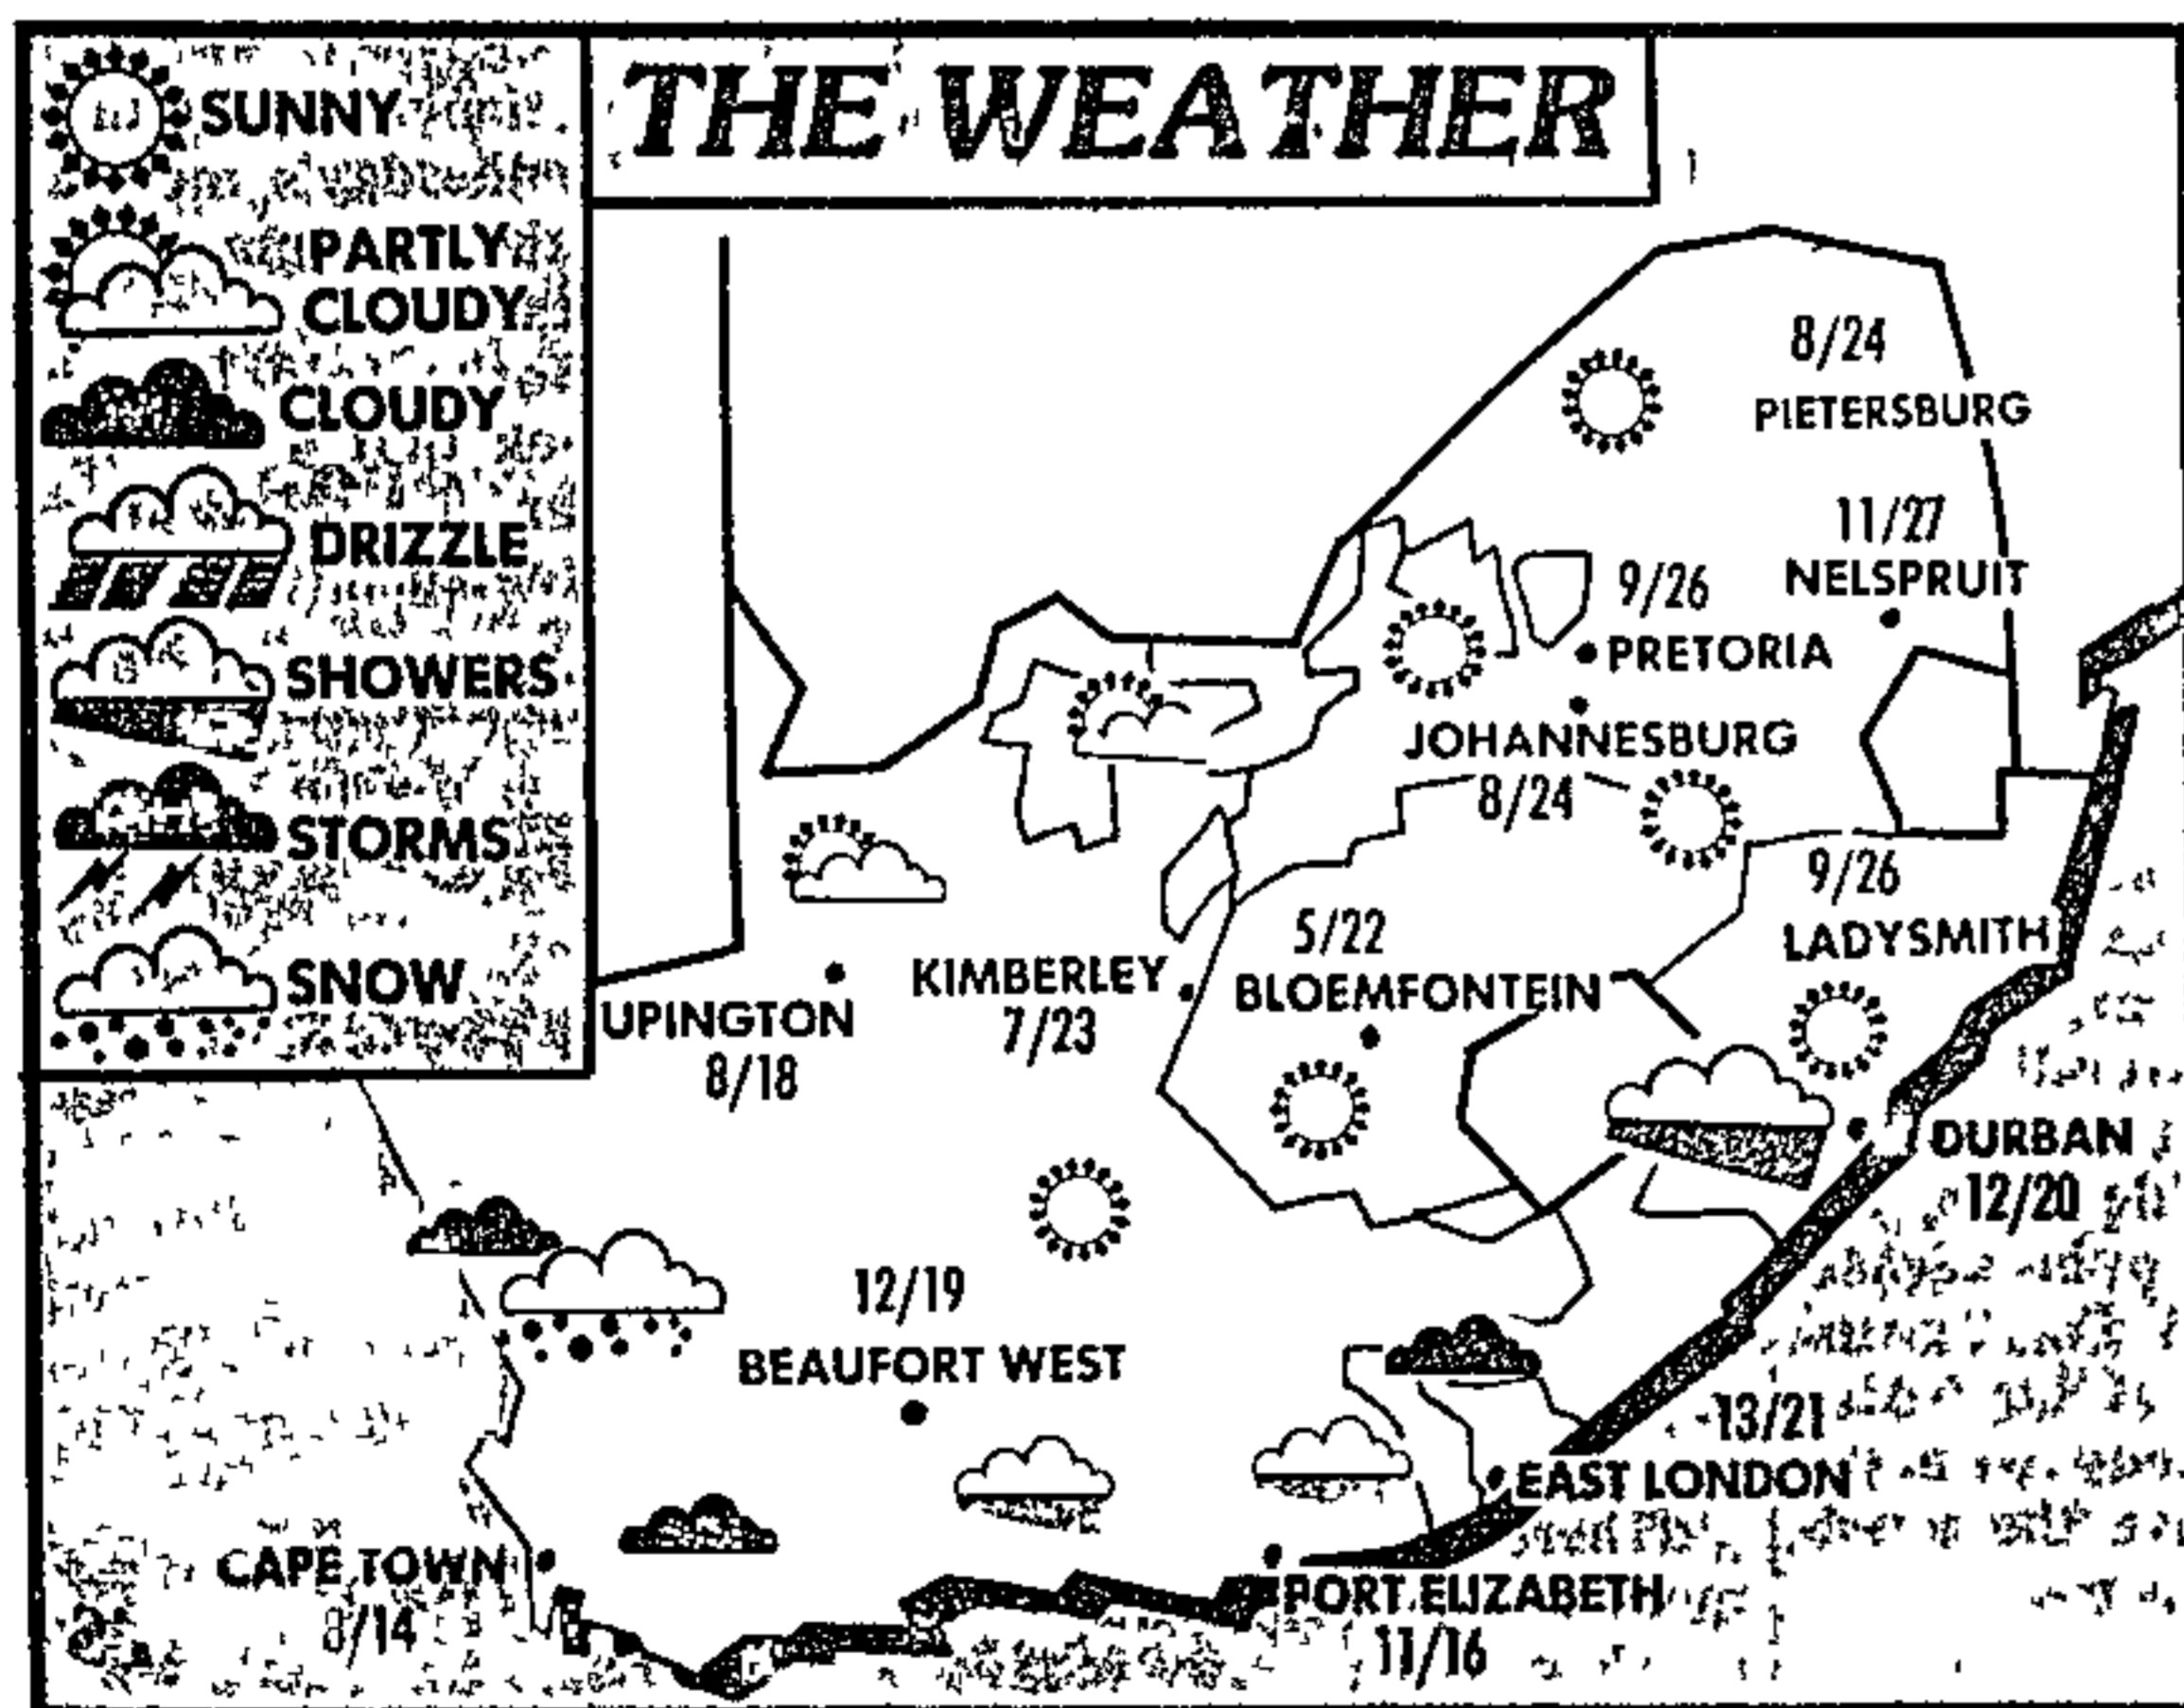 THE WEATHER
SUNNY
PARTLY
CLOUDY
CLOUDY
DRIZZLE
SHOWERS
STORMS
SNOW
8/24
PIETERSBURG
11/27
NELSPRUIT
9/26
PRETORIA
JOHANNESBURG
8/24
9/26
LADYSMITH
5/22
BLOEMFONTEIN
KIMBERLEY
7/23
UPINGTON
8/18
DURBAN
12/20
12/19
BEAUFORT WEST
13/21
EAST LONDON
CAPE TOWN
8/14
PORT ELIZABETH
11/16